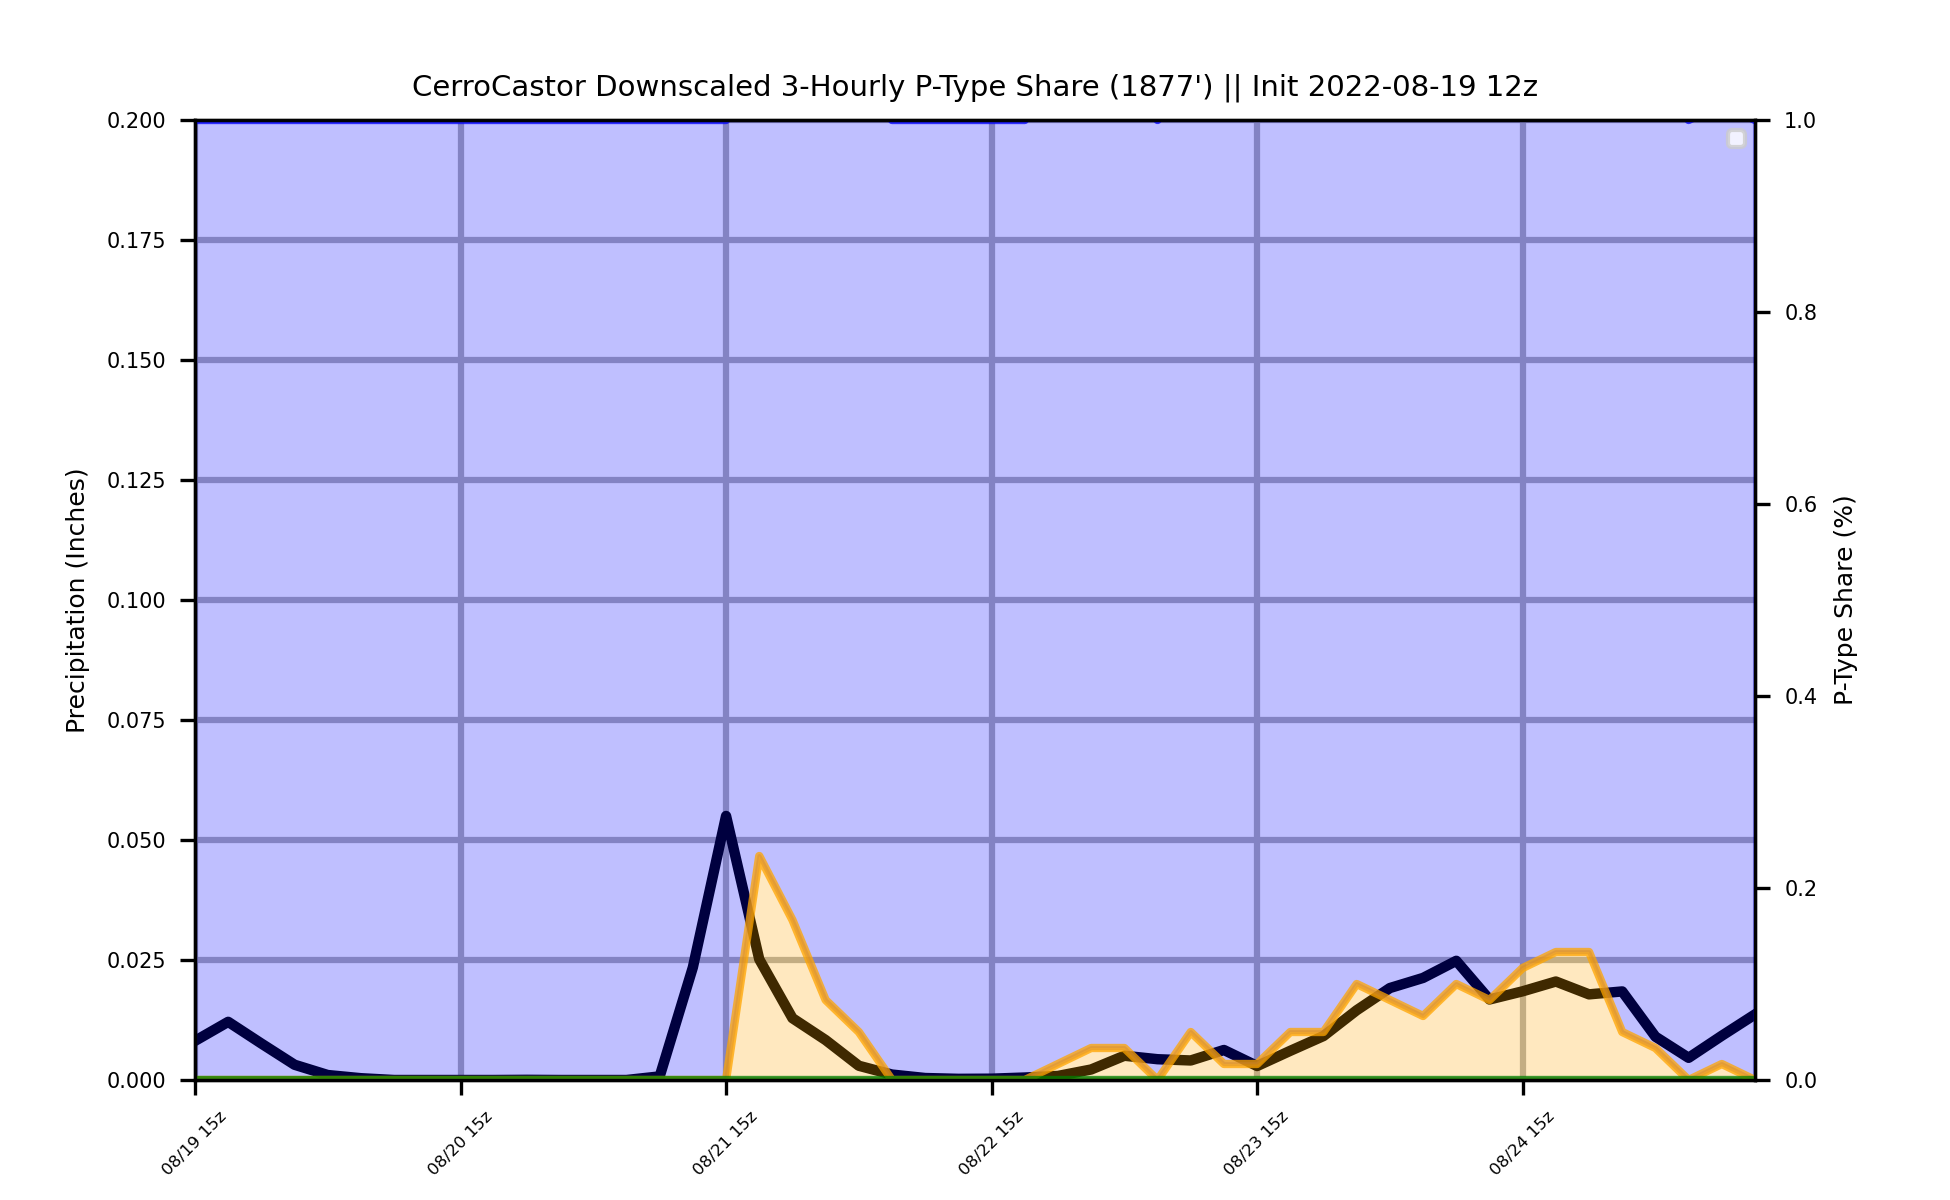 CerroCastor Downscaled 3-Hourly P-Type Share (1877') || Init 2022-08-19 12z
0.200
0.175
0.150
0.125
0.100
0.075
0.050
0.025
0.000
Precipitation (Inches)
1.0
0.8
0.6
0.4
0.2
0.0
P-Type Share (%)
08/19 15z
08/20 15z
08/21 15z
08/22 15z
08/23 15z
08/24 15z